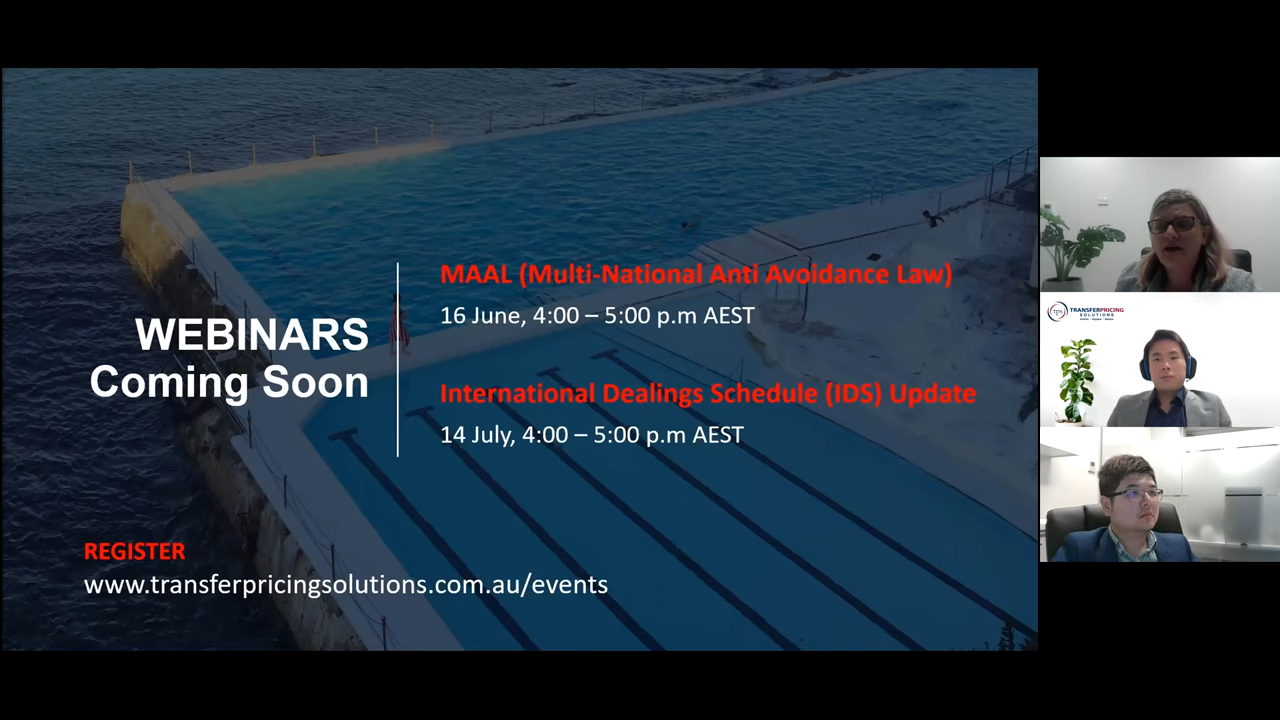 WEBINARS
Coming Soon
MAAL (Multi-National Anti Avoidance Law)
16 June, 4:00 – 5:00 p.m AEST
International Dealings Schedule (IDS) Update
14 July, 4:00 – 5:00 p.m AEST
REGISTER
www.transferpricingsolutions.com.au/events
tps
TRANSFERPRICING
SOLUTIONS